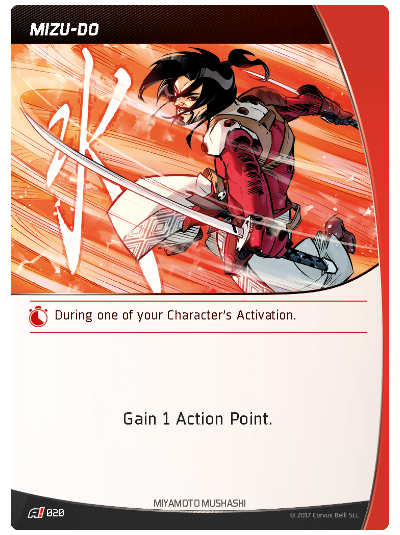 MIZU-DO
水
During one of your Character's Activation.
Gain 1 Action Point.
MIYAMOTO MUSHASHI
A! 020
© 2017 Corvus Belli SLL